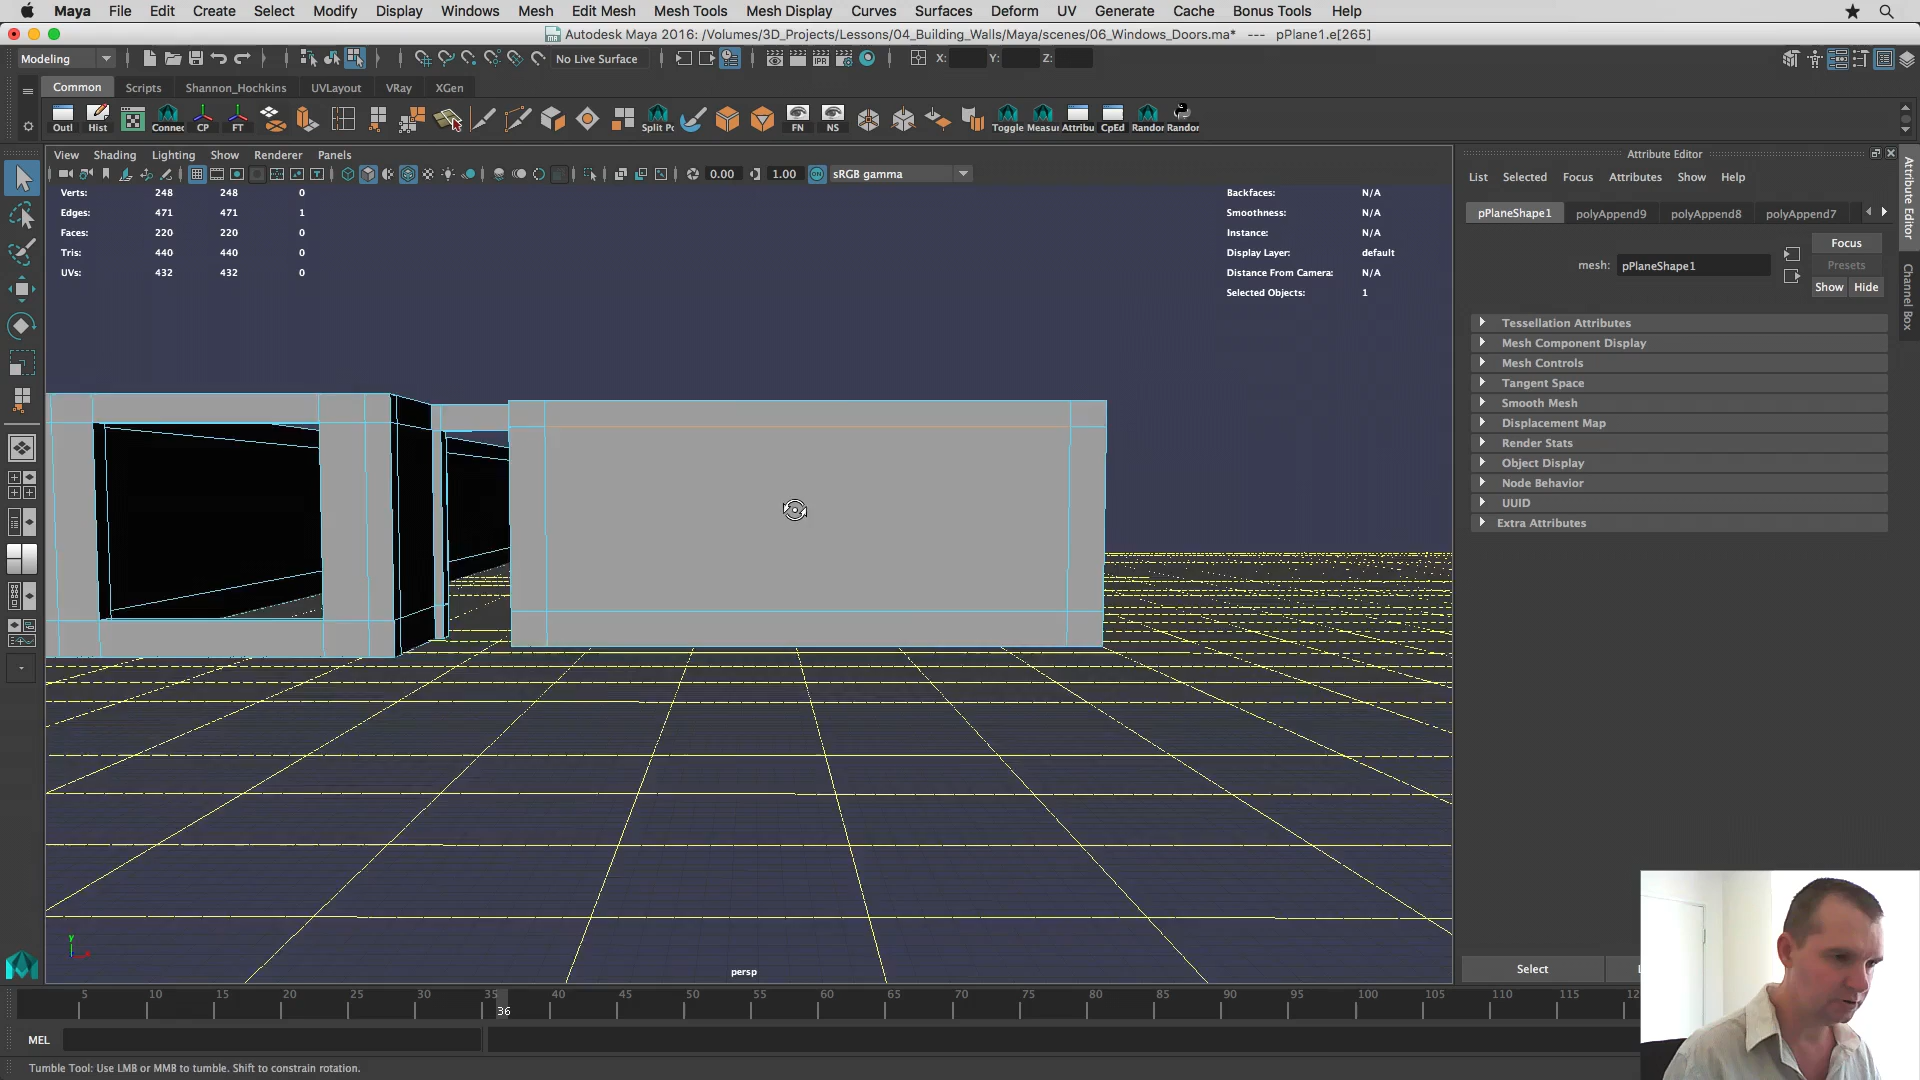 Maya File Edit Create Select Modify Display Windows Mesh Edit Mesh Mesh Tools Mesh Display Curves Surfaces Deform UV Generate Cache Bonus Tools Help
Autodesk Maya 2016: /Volumes/3D_Projects/Lessons/04_Building_Walls/Maya/scenes/06_Windows_Doors.ma* --- pPlane1.e[265]
Modeling No Live Surface IPR X: Y: Z:
Common Scripts Shannon_Hochkins UVLayout VRay XGen
Outl Hist Connec CP FT Split Po FN NS Toggle Measu Attribu CpEd Randor Randor
View Shading Lighting Show Renderer Panels
0.00 1.00 ON sRGB gamma
Verts: 248 248 0
Edges: 471 471 1
Faces: 220 220 0
Tris: 440 440 0
UVs: 432 432 0
Backfaces: N/A
Smoothness: N/A
Instance: N/A
Display Layer: default
Distance From Camera: N/A
Selected Objects: 1
y
x
persp
Attribute Editor
List Selected Focus Attributes Show Help
pPlaneShape1 polyAppend9 polyAppend8 polyAppend7
Focus
mesh: pPlaneShape1 Presets
Show Hide
Tessellation Attributes
Mesh Component Display
Mesh Controls
Tangent Space
Smooth Mesh
Displacement Map
Render Stats
Object Display
Node Behavior
UUID
Extra Attributes
Attribute Editor
Channel Box
Select
5 10 15 20 25 30 35 40 45 50 55 60 65 70 75 80 85 90 95 100 105 110 115
36
MEL
Tumble Tool: Use LMB or MMB to tumble. Shift to constrain rotation.